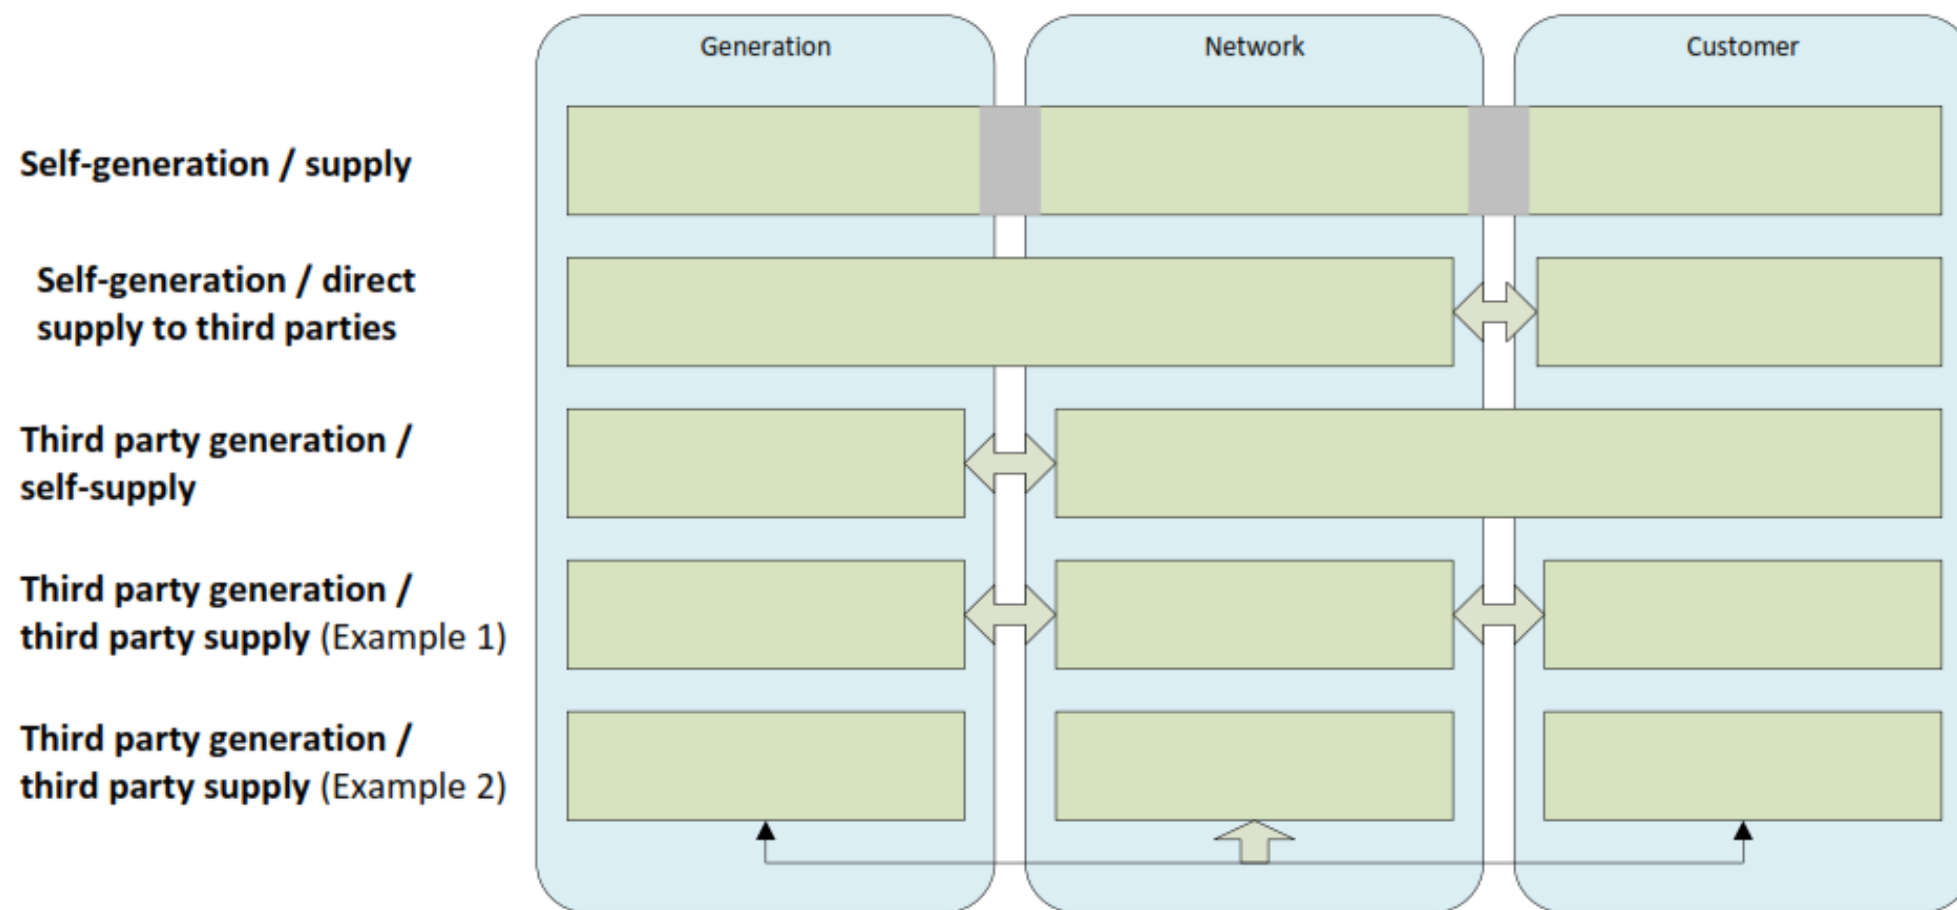 Generation
Network
Customer
Self-generation / supply
Self-generation / direct
supply to third parties
Third party generation /
self-supply
Third party generation /
third party supply (Example 1)
Third party generation /
third party supply (Example 2)